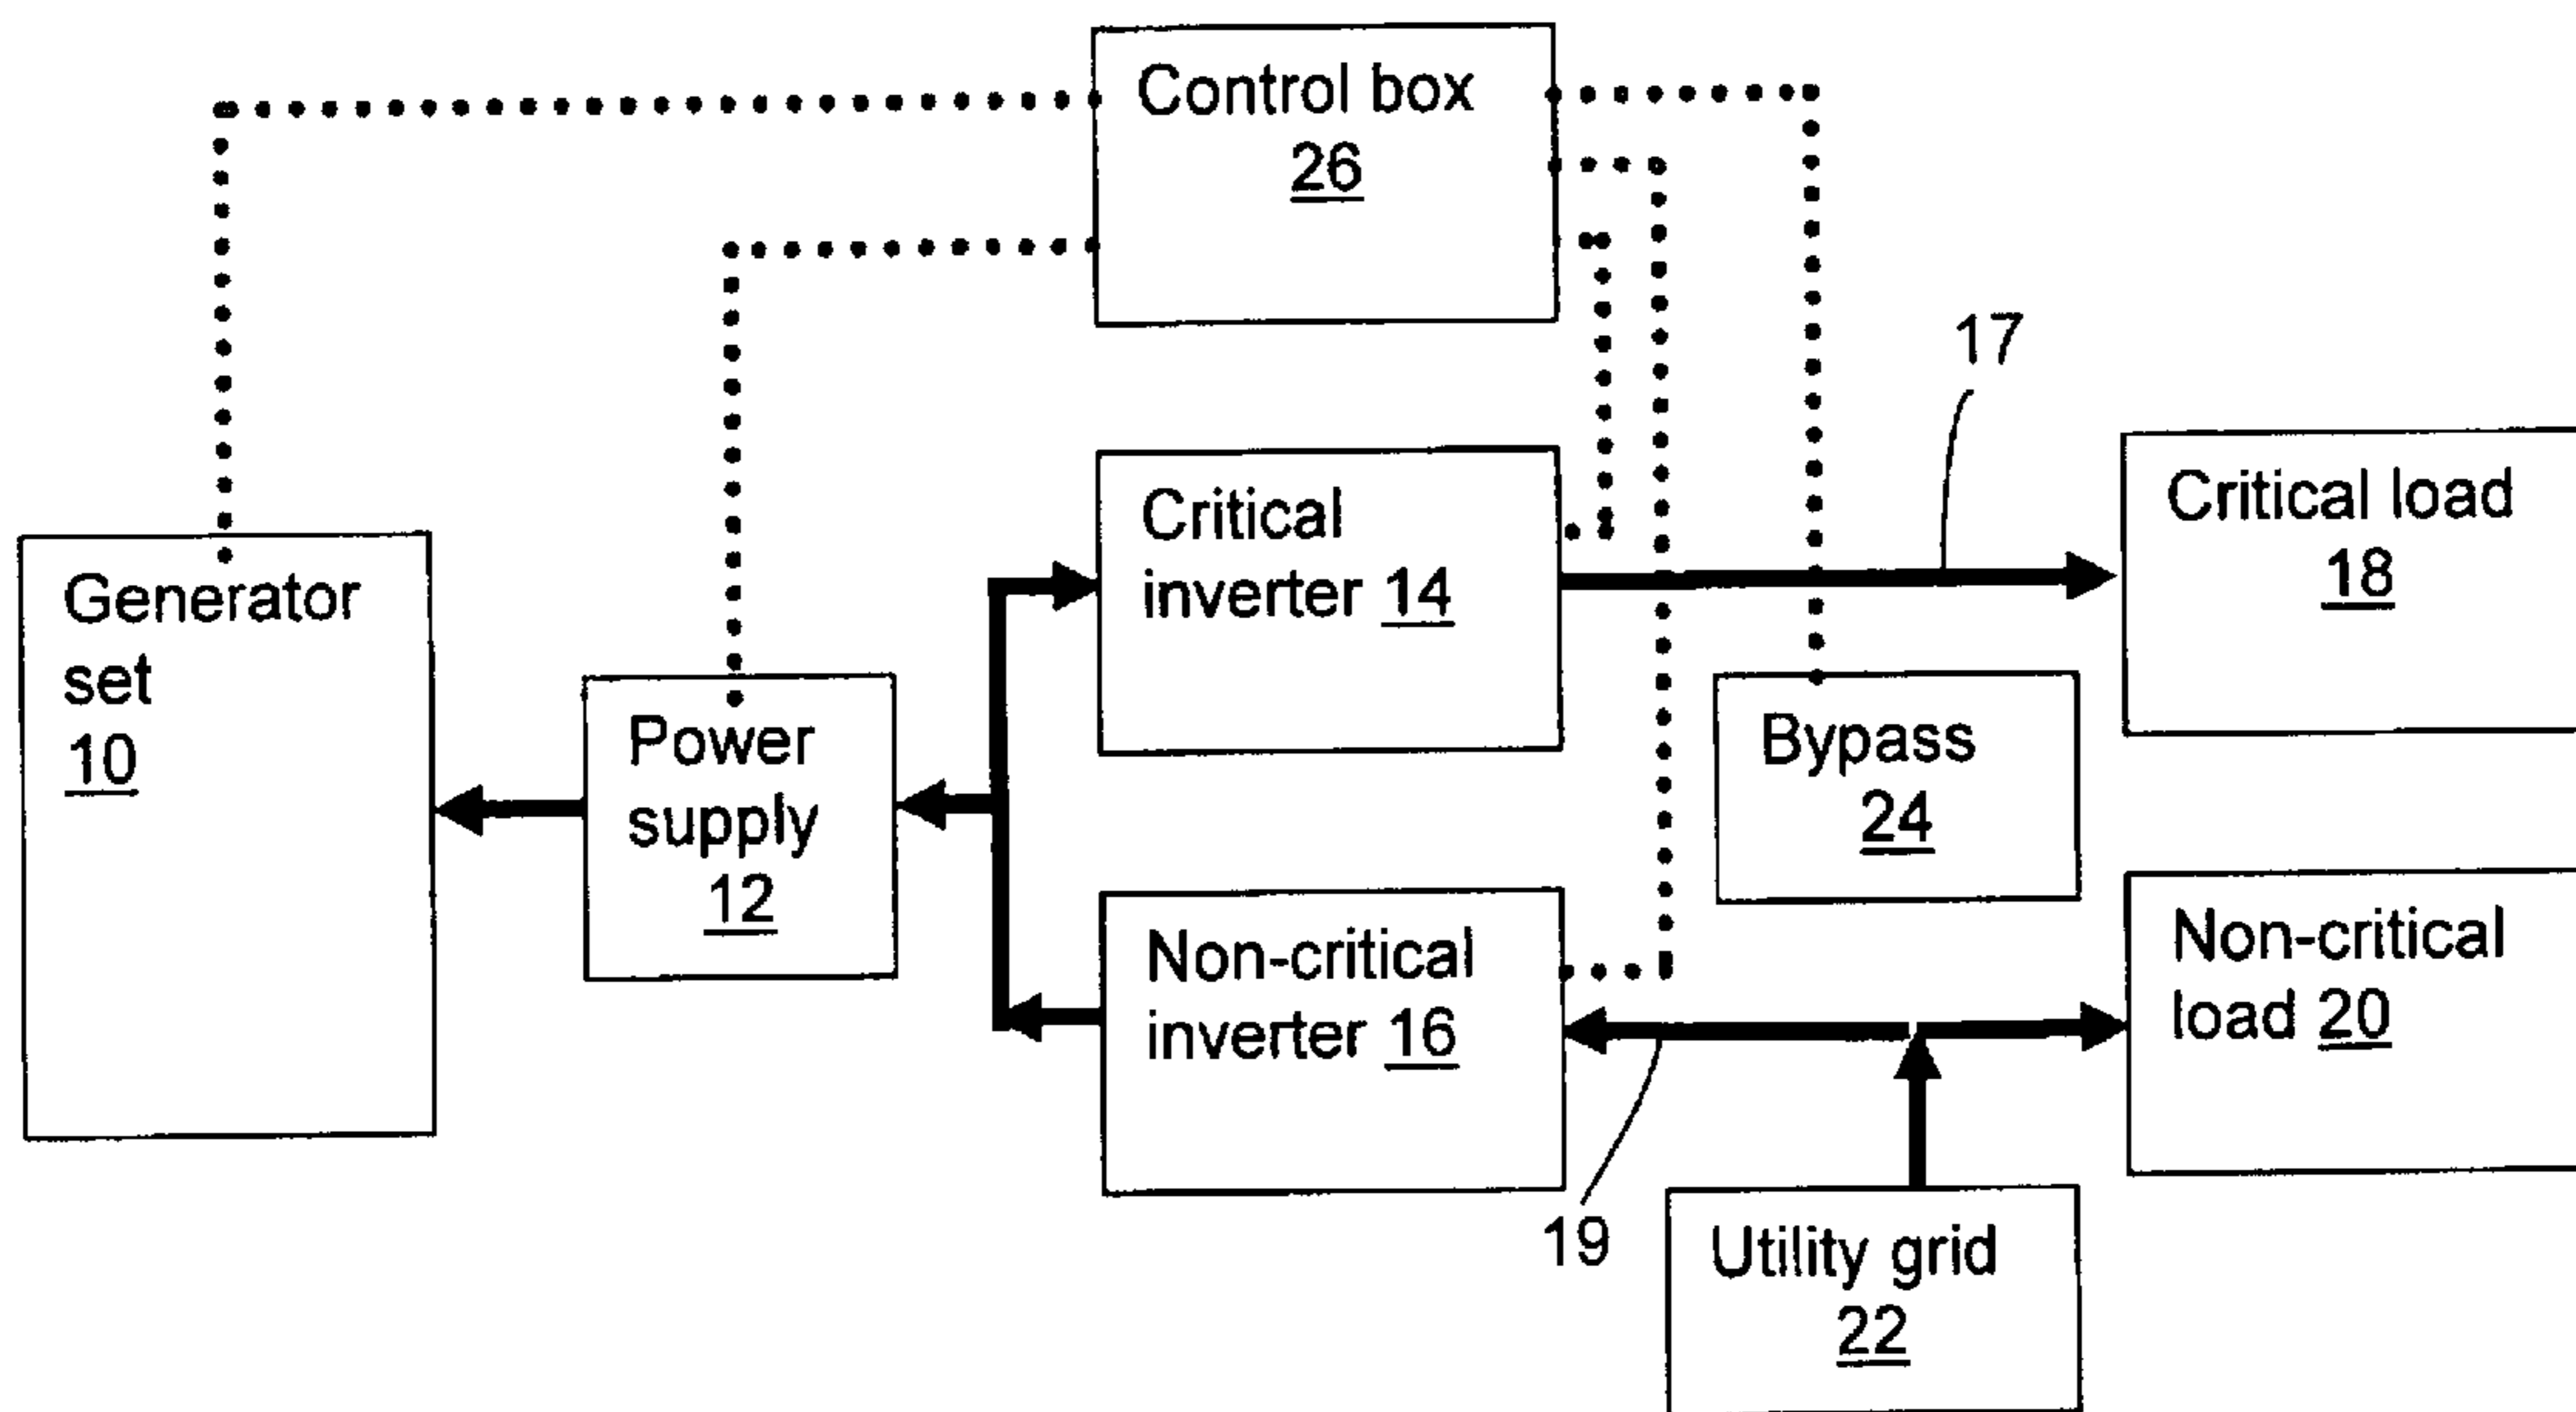 Control box
26
17
Critical load
18
Critical
inverter 14
Generator
set
10
Power
supply
12
Bypass
24
Non-critical
inverter 16
Non-critical
load 20
19
Utility grid
22